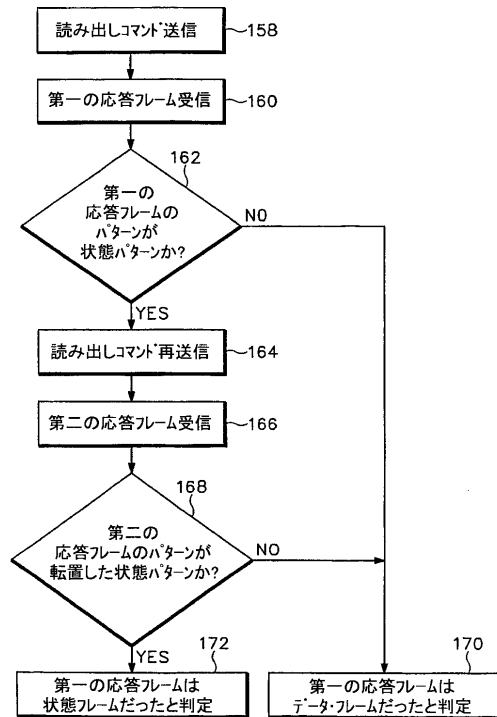 読み出しコマンド送信
158
第一の応答フレーム受信
160
162
第一の
応答フレームの
パターンが
状態パターンか?
NO
YES
読み出しコマンド再送信
164
第二の応答フレーム受信
166
168
第二の
応答フレームのパターンが
転置した状態パターンか?
NO
YES
172
第一の応答フレームは
状態フレームだったと判定
170
第一の応答フレームは
データ・フレームだったと判定